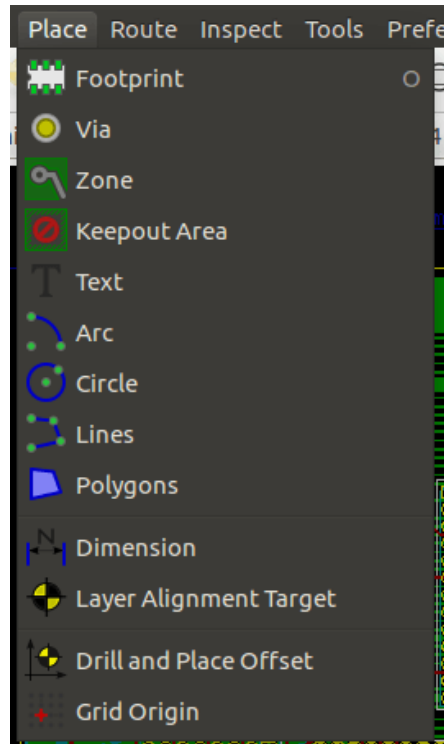 Place Route Inspect Tools Prefe
Footprint O
Via
Zone
Keepout Area
T Text
Arc
Circle
Lines
Polygons
N Dimension
Layer Alignment Target
Drill and Place Offset
Grid Origin